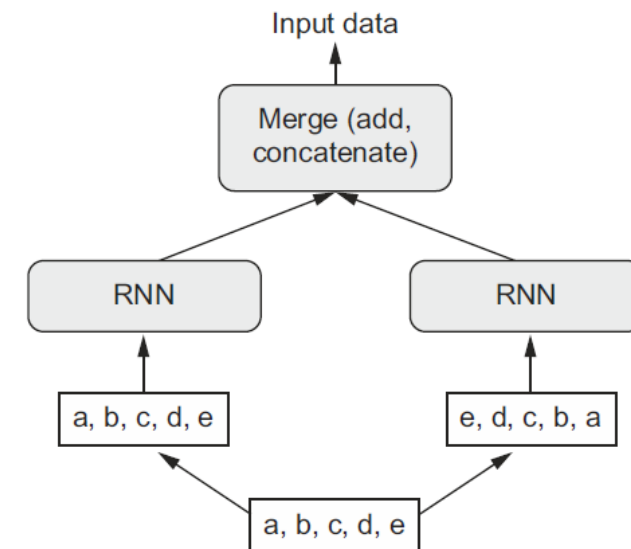 Input data
Merge (add,
concatenate)
RNN
RNN
a, b, c, d, e
e, d, c, b, a
a, b, c, d, e